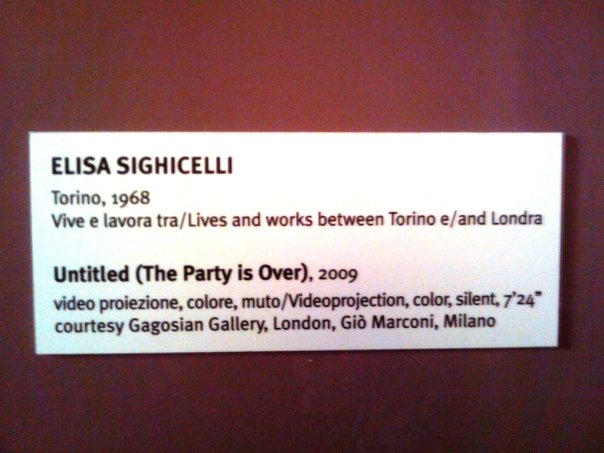 ELISA SIGHICELLI
Torino, 1968
Vive e lavora tra/Lives and works between Torino e/and Londra
Untitled (The Party is Over), 2009
video proiezione, colore, muto/Videoprojection, color, silent, 7’24”
courtesy Gagosian Gallery, London, Giò Marconi, Milano